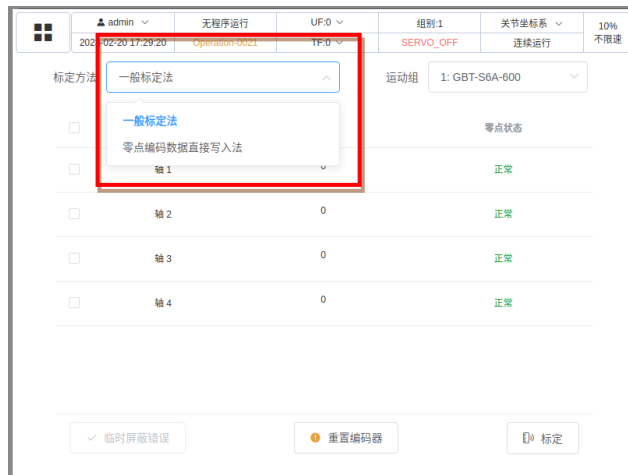 admin 无程序运行 UF:0 组别:1 关节坐标系 10%
不限速
02-20 17:29:20 Operation-0021 TF:0 SERVO_OFF 连续运行
标定方法 一般标定法 运动组 1: GBT-S6A-600
一般标定法
零点状态
零点编码数据直接写入法
轴 1 0 正常
轴 2 0 正常
轴 3 0 正常
轴 4 0 正常
临时屏蔽错误 重置编码器 标定